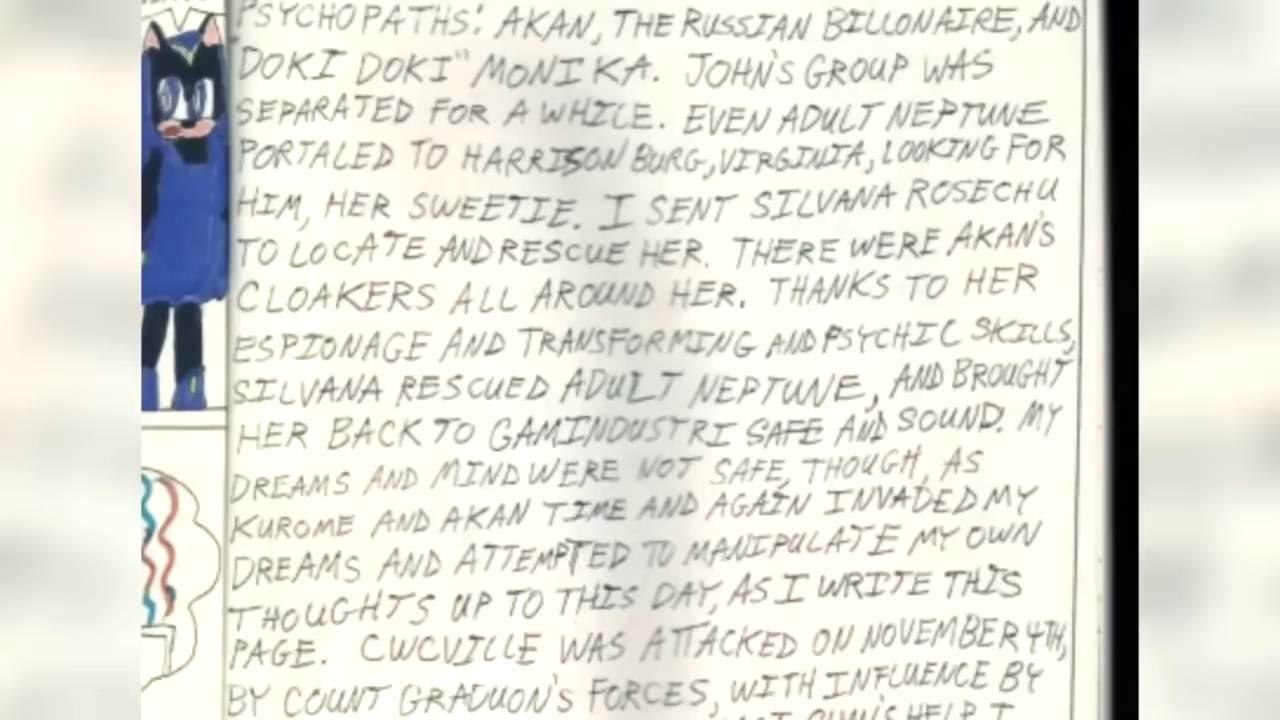 PSYCHOPATHS: AKAN, THE RUSSIAN BILLONAIRE, AND
DOKI DOKI" MONIKA. JOHN'S GROUP WAS
SEPARATED FOR A WHILE. EVEN ADULT NEPTUNE
PORTALED TO HARRISONBURG, VIRGINIA, LOOKING FOR
HIM, HER SWEETIE. I SENT SILVANA ROSECHU
TO LOCATE AND RESCUE HER. THERE WERE AKAN'S
CLOAKERS ALL AROUND HER. THANKS TO HER
ESPIONAGE AND TRANSFORMING AND PSYCHIC SKILLS,
SILVANA RESCUED ADULT NEPTUNE, AND BROUGHT
HER BACK TO GAMINDUSTRI SAFE AND SOUND. MY
DREAMS AND MIND WERE NOT SAFE, THOUGH, AS
KUROME AND AKAN TIME AND AGAIN INVADED MY
DREAMS AND ATTEMPTED TO MANIPULATE MY OWN
THOUGHTS UP TO THIS DAY, AS I WRITE THIS
PAGE. CWCVILLE WAS ATTACKED ON NOVEMBER 4TH,
BY COUNT GRADUON'S FORCES, WITH INFLUENCE BY
HELP I